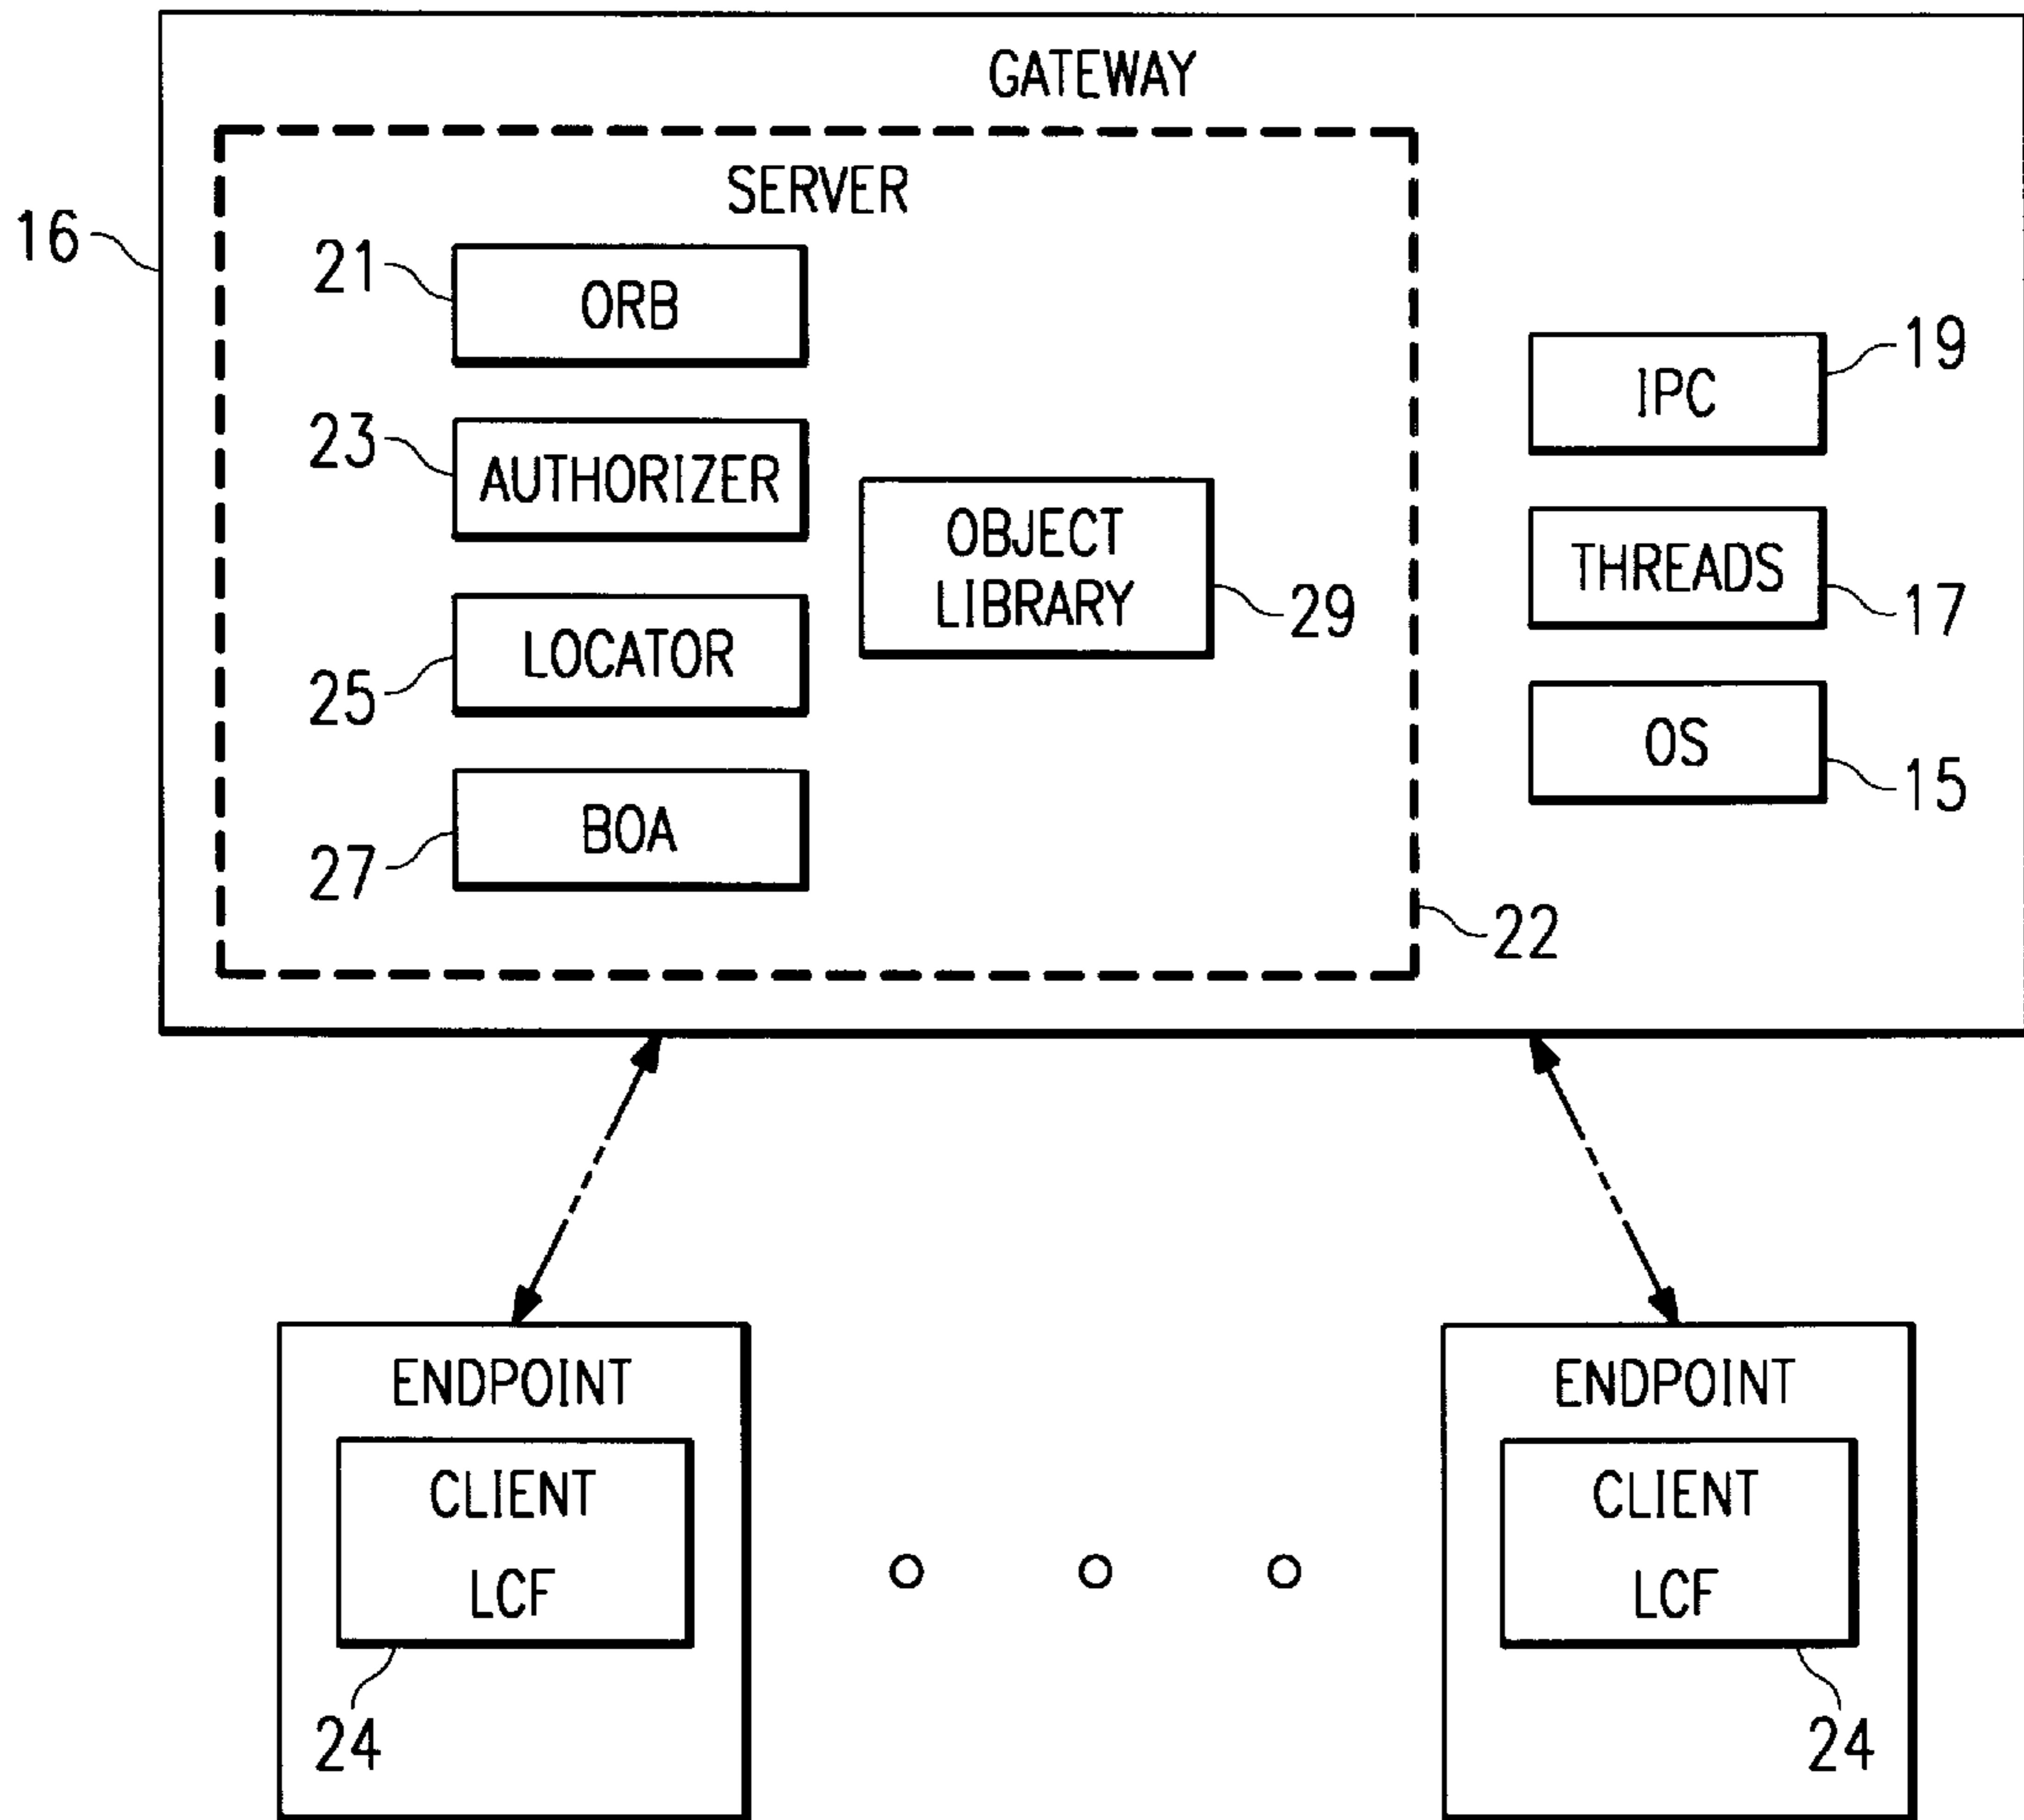 GATEWAY
SERVER
16
21
ORB
19
IPC
23
AUTHORIZER
OBJECT
LIBRARY
29
THREADS
17
25
LOCATOR
OS
15
27
BOA
22
ENDPOINT
CLIENT
LCF
24
ENDPOINT
CLIENT
LCF
24